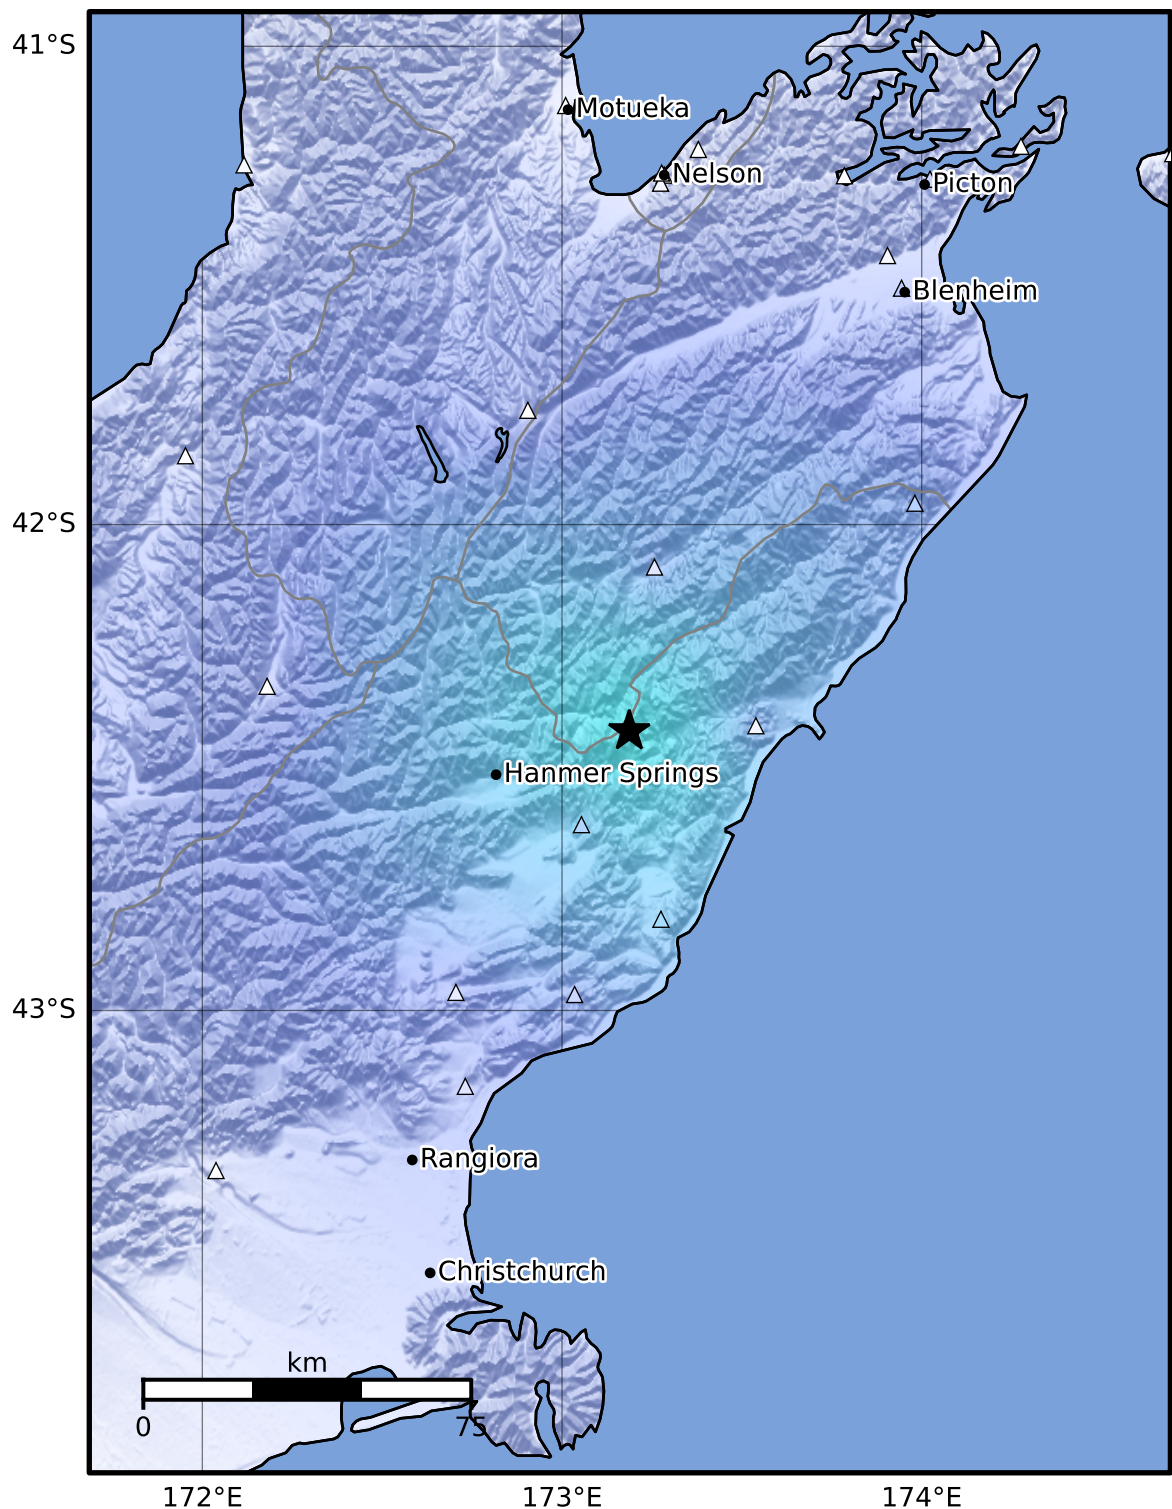 41°S
Motueka
Nelson
Picton
Blenheim
42°S
Hanmer Springs
43°S
Rangiora
Christchurch
km
0 75
172°E 173°E 174°E